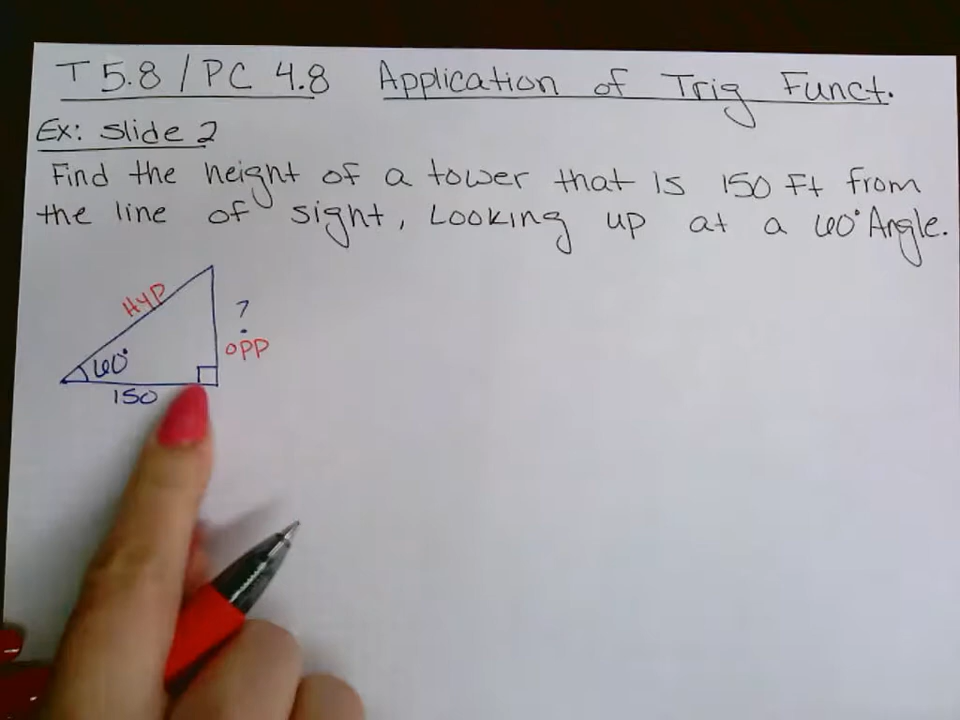 T 5.8 / PC 4.8 Application of Trig Funct.
Ex: Slide 2
Find the height of a tower that is 150 Ft from
the line of sight, Looking up at a 60° Angle.
HYP
?
OPP
60°
150